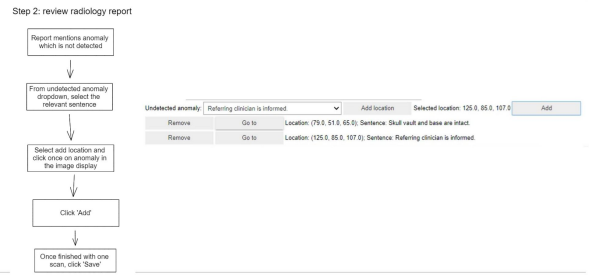 Step 2: review radiology report
Report mentions anomaly
which is not detected
From undetected anomaly
dropdown, select the
relevant sentence
Select add location and
click once on anomaly in
the image display
Click 'Add'
Once finished with one
scan, click 'Save'
Undetected anomaly: Referring clinician is informed. Add location Selected location: 125.0, 85.0, 107.0 Add
Remove Go to Location: (79.0, 51.0, 65.0); Sentence: Skull vault and base are intact.
Remove Go to Location: (125.0, 85.0, 107.0); Sentence: Referring clinician is informed.